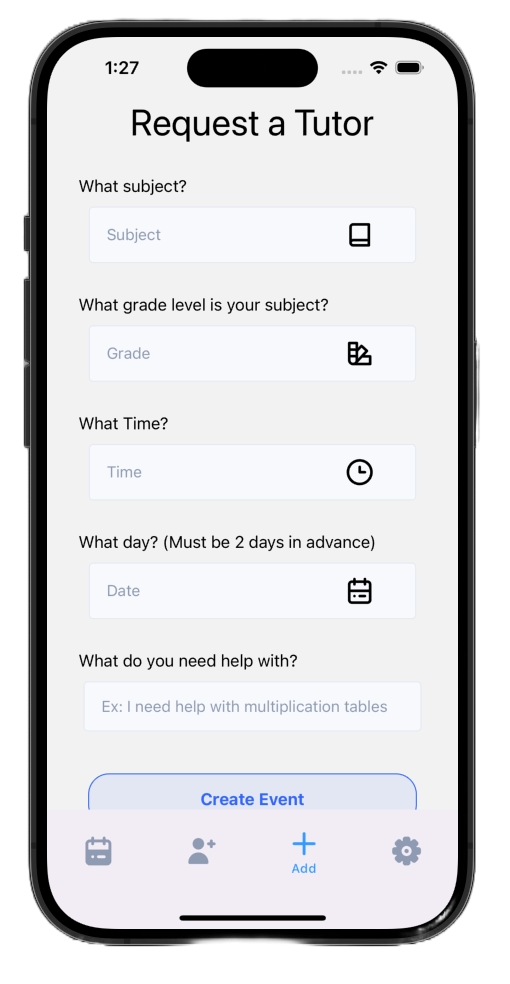 1:27
Request a Tutor
What subject?
Subject
What grade level is your subject?
Grade
What Time?
Time
What day? (Must be 2 days in advance)
Date
What do you need help with?
Ex: I need help with multiplication tables
Create Event
Add